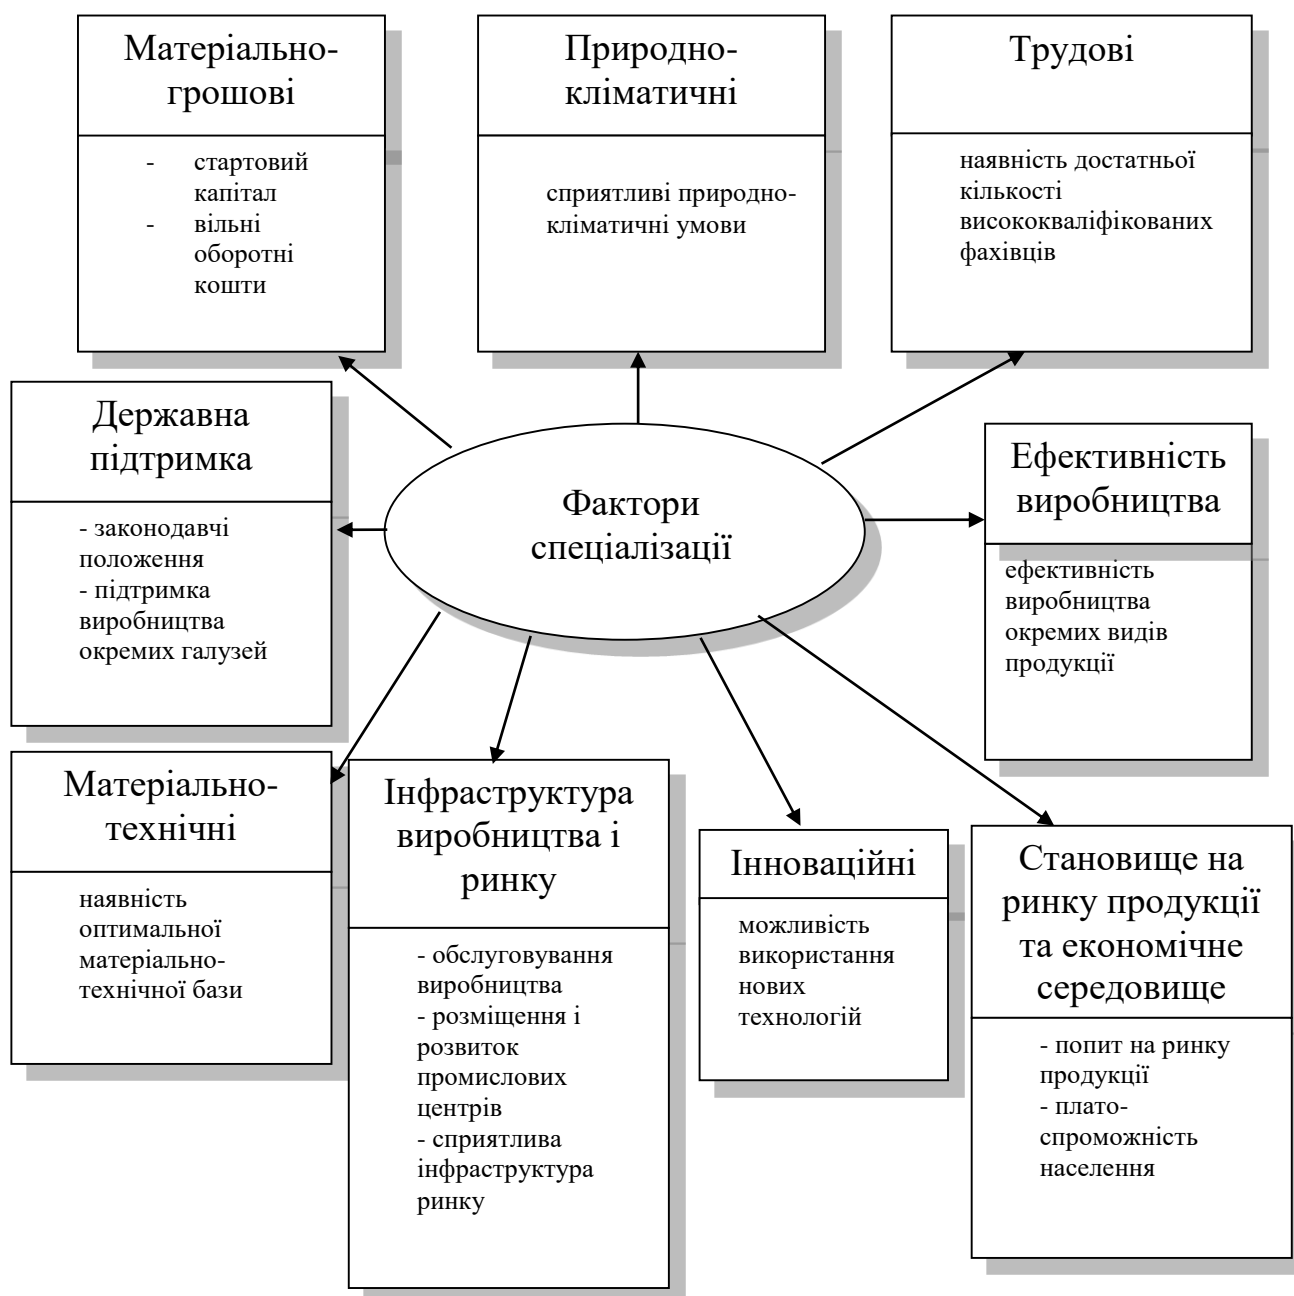 Матеріально-
грошові
- стартовий
капітал
- вільні
оборотні
кошти
Природно-
кліматичні
сприятливі природно-
кліматичні умови
Трудові
наявність достатньої
кількості
висококваліфікованих
фахівців
Державна
підтримка
- законодавчі
положення
- підтримка
виробництва
окремих галузей
Фактори
спеціалізації
Ефективність
виробництва
ефективність
виробництва
окремих видів
продукції
Матеріально-
технічні
наявність
оптимальної
матеріально-
технічної бази
Інфраструктура
виробництва і
ринку
- обслуговування
виробництва
- розміщення і
розвиток
промислових
центрів
- сприятлива
інфраструктура
ринку
Інноваційні
можливість
використання
нових
технологій
Становище на
ринку продукції
та економічне
середовище
- попит на ринку
продукції
- плато-
спроможність
населення